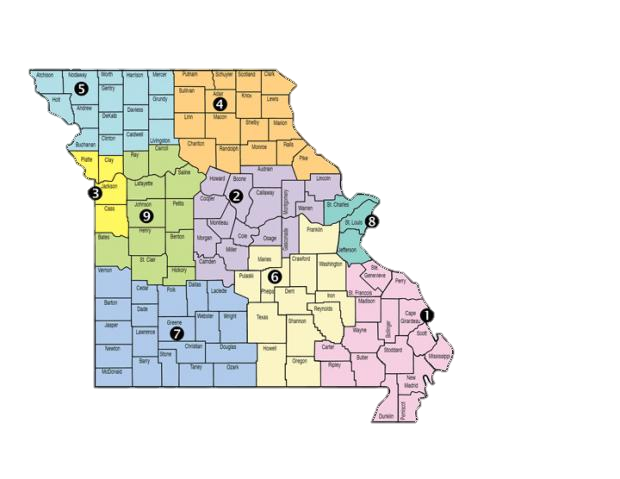 Atchison Nodaway Worth Harrison Mercer Putnam Schuyler Scotland Clark
5 Gentry Sullivan Adair Knox Lewis
Holt Andrew Daviess Grundy 4
DeKalb Linn Macon Shelby Marion
Buchanan Clinton Caldwell Livingston Chariton Randolph Monroe Ralls
Platte Clay Ray Carroll Saline Howard Boone Audrain Pike
3 Jackson Lafayette Cooper 2 Callaway Montgomery Lincoln
Cass Johnson Pettis Warren St. Charles
9 Moniteau St. Louis 8
Bates Henry Benton Morgan Cole Osage Gasconade Franklin Jefferson
St. Clair Hickory Camden Miller Maries Crawford Washington Ste. Genevieve
Vernon Cedar Polk Dallas Laclede Pulaski 6 Phelps Dent Iron St. Francois Perry
Barton Dade Greene Webster Wright Texas Shannon Reynolds Madison Bollinger Cape Girardeau 1
Jasper Lawrence 7 Christian Douglas Wayne Scott
Newton Barry Stone Howell Carter Butler Stoddard Mississippi
McDonald Taney Ozark Oregon Ripley New Madrid
Dunklin Pemiscot